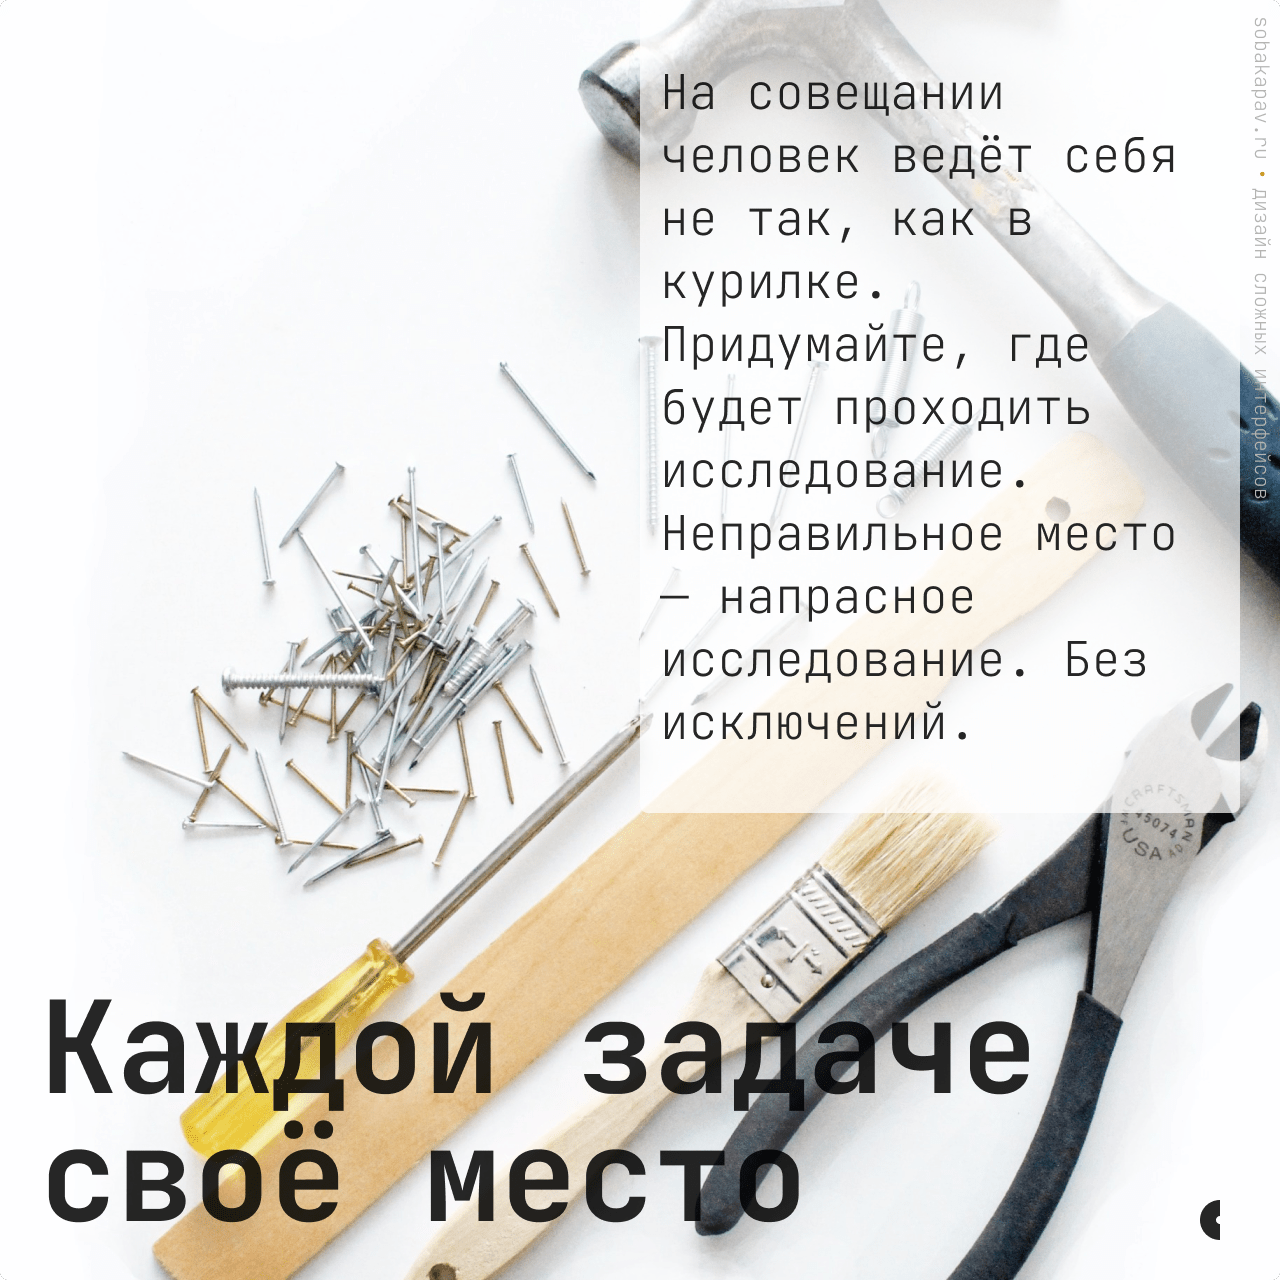 На совещании
человек ведёт себя
не так, как в
курилке.
Придумайте, где
будет проходить
исследование.
Неправильное место
— напрасное
исследование. Без
исключений.
sobakapav.ru • дизайн сложных интерфейсов
CRAFTSMAN
45074
USA
Каждой задаче
своё место